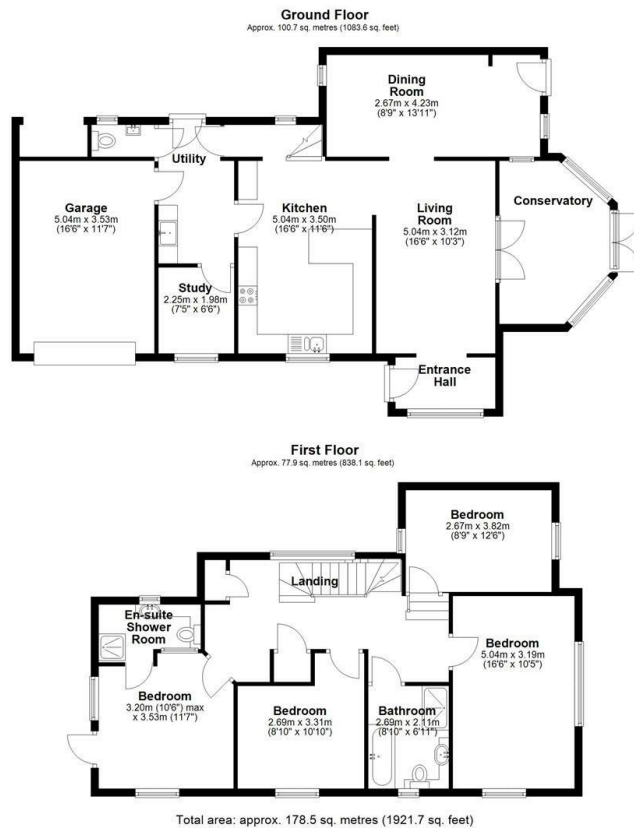 Ground Floor
Approx. 100.7 sq. metres (1083.6 sq. feet)
Dining
Room
2.67m x 4.23m
(8'9" x 13'11")
Utility
Garage
5.04m x 3.53m
(16'6" x 11'7")
Kitchen
5.04m x 3.50m
(16'6" x 11'6")
Living
Room
5.04m x 3.12m
(16'6" x 10'3")
Conservatory
Study
2.25m x 1.98m
(7'5" x 6'6")
Entrance
Hall
First Floor
Approx. 77.9 sq. metres (838.1 sq. feet)
Bedroom
2.67m x 3.82m
(8'9" x 12'6")
Landing
En-suite
Shower
Room
Bedroom
5.04m x 3.19m
(16'6" x 10'5")
Bedroom
3.20m (10'6") max
x 3.53m (11'7")
Bedroom
2.69m x 3.31m
(8'10" x 10'10")
Bathroom
2.69m x 2.11m
(8'10" x 6'11")
Total area: approx. 178.5 sq. metres (1921.7 sq. feet)